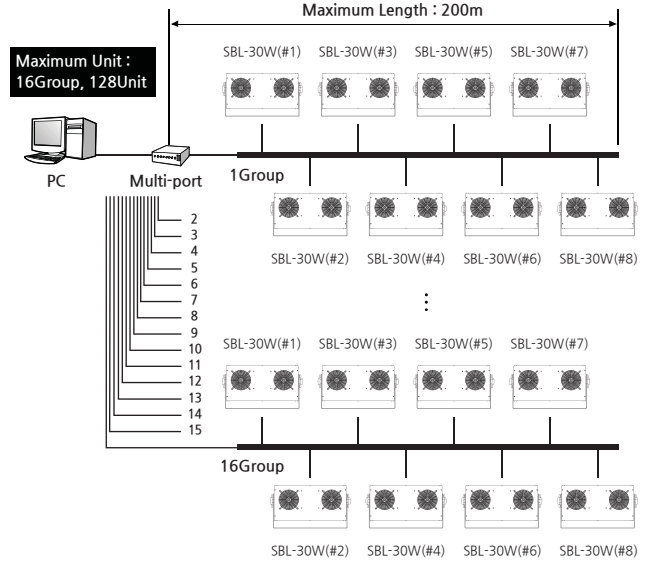 Maximum Length : 200m
Maximum Unit :
16Group, 128Unit
SBL-30W(#1) SBL-30W(#3) SBL-30W(#5) SBL-30W(#7)
PC
Multi-port
1Group
SBL-30W(#2) SBL-30W(#4) SBL-30W(#6) SBL-30W(#8)
2
3
4
5
6
7
8
9
10
11
12
13
14
15
⋮
SBL-30W(#1) SBL-30W(#3) SBL-30W(#5) SBL-30W(#7)
16Group
SBL-30W(#2) SBL-30W(#4) SBL-30W(#6) SBL-30W(#8)